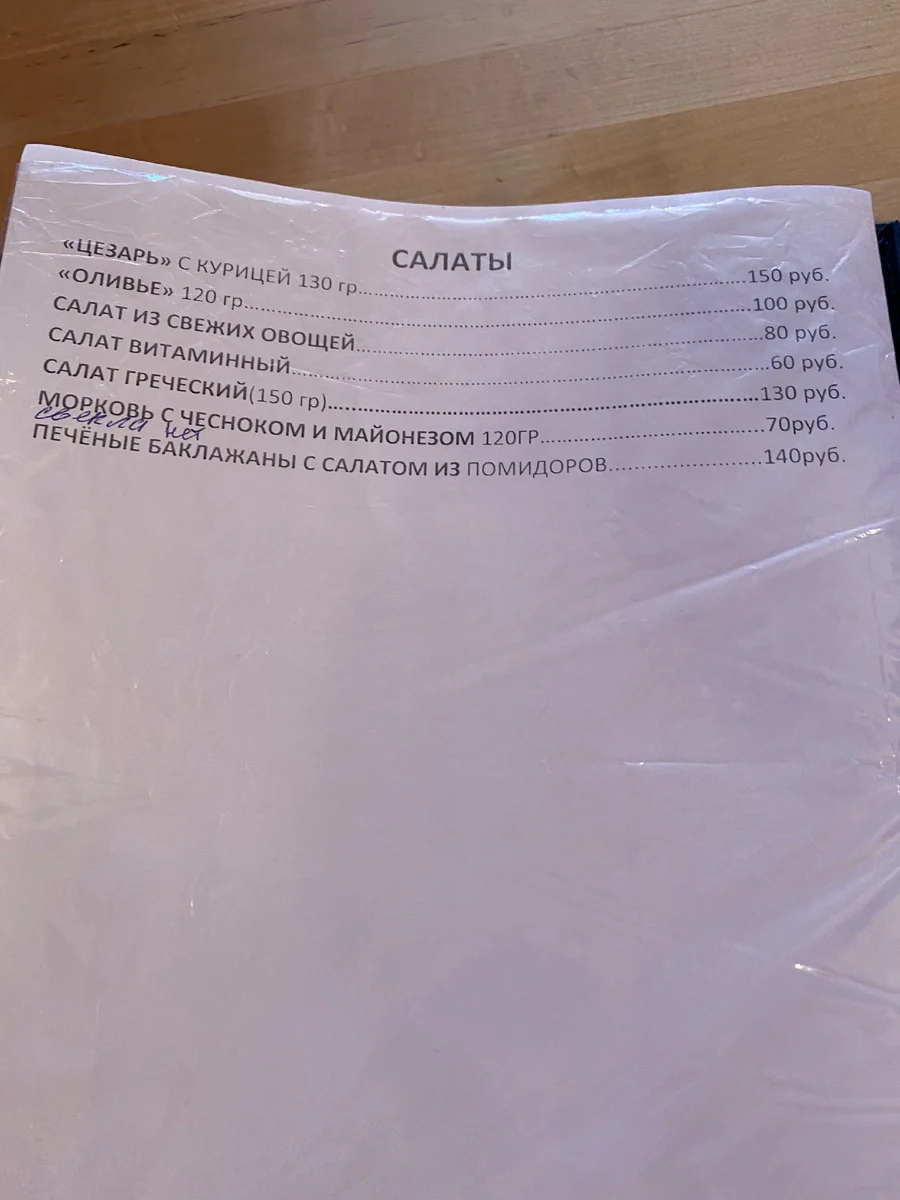 САЛАТЫ
«ЦЕЗАРЬ» С КУРИЦЕЙ 130 гр...............150 руб.
«ОЛИВЬЕ» 120 гр...............100 руб.
САЛАТ ИЗ СВЕЖИХ ОВОЩЕЙ...............80 руб.
САЛАТ ВИТАМИННЫЙ...............60 руб.
САЛАТ ГРЕЧЕСКИЙ(150 гр)...............130 руб.
МОРКОВЬ С ЧЕСНОКОМ И МАЙОНЕЗОМ 120ГР...............70руб.
свекла нет
ПЕЧЁНЫЕ БАКЛАЖАНЫ С САЛАТОМ ИЗ ПОМИДОРОВ...............140руб.